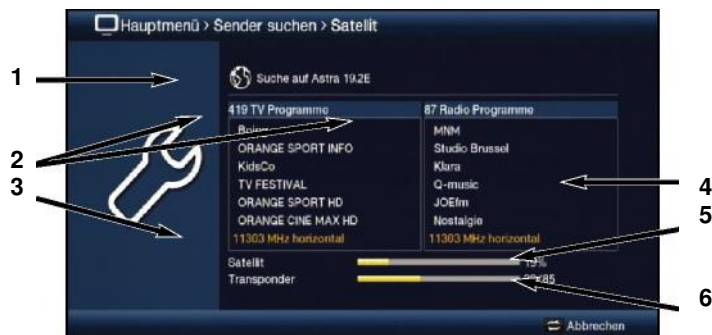 Hauptmenü > Sender suchen > Satellit
1
Suche auf Astra 19.2E
419 TV Programme
87 Radio Programme
MNM
2
ORANGE SPORT INFO
Studio Brussel
KidsCo
Klara
3
TV FESTIVAL
Q-music
4
ORANGE SPORT HD
JOEfm
5
ORANGE CINE MAX HD
Nostalgie
11303 MHz horizontal
11303 MHz horizontal
Satellit
19%
Transponder
6
Abbrechen